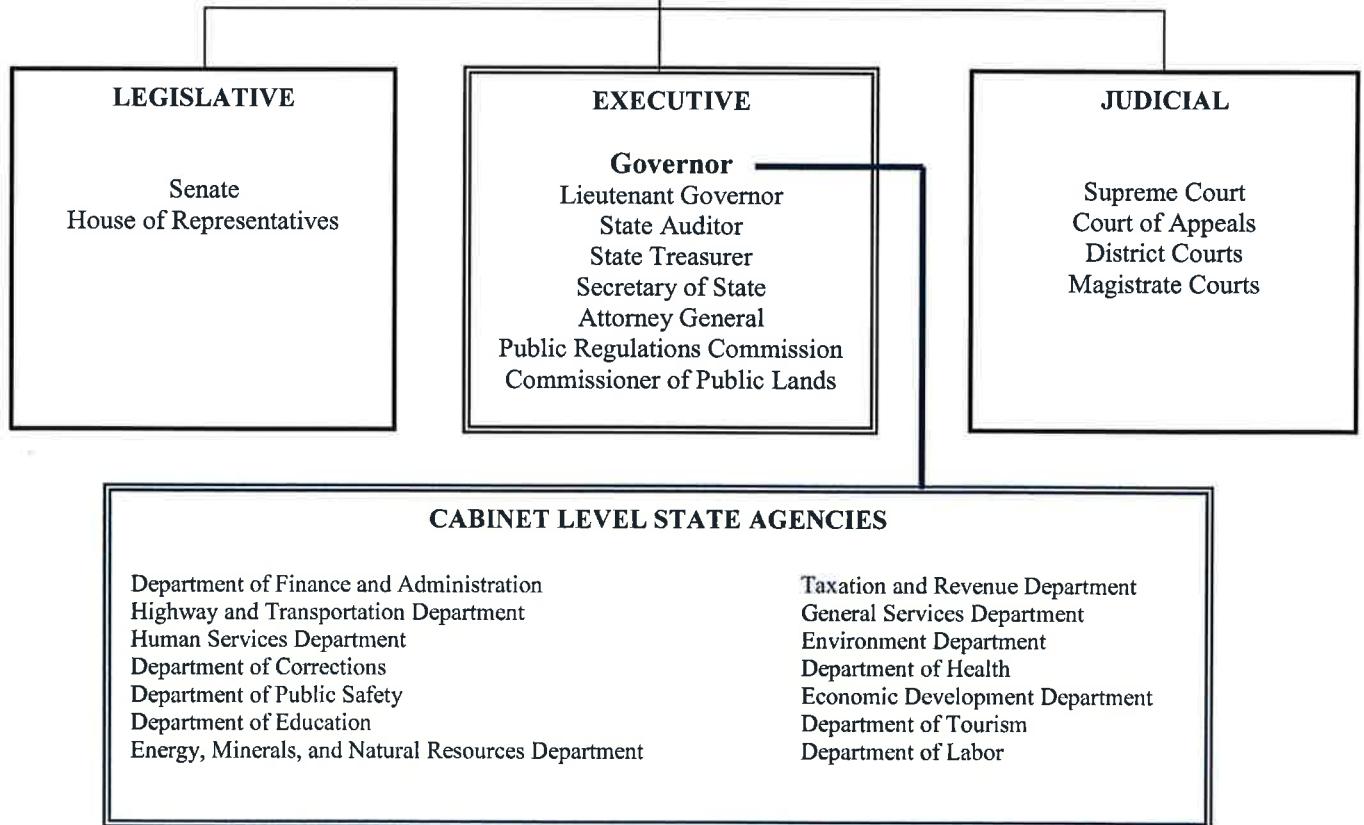 LEGISLATIVE
Senate
House of Representatives
EXECUTIVE
Governor
Lieutenant Governor
State Auditor
State Treasurer
Secretary of State
Attorney General
Public Regulations Commission
Commissioner of Public Lands
JUDICIAL
Supreme Court
Court of Appeals
District Courts
Magistrate Courts
CABINET LEVEL STATE AGENCIES
Department of Finance and Administration
Highway and Transportation Department
Human Services Department
Department of Corrections
Department of Public Safety
Department of Education
Energy, Minerals, and Natural Resources Department
Taxation and Revenue Department
General Services Department
Environment Department
Department of Health
Economic Development Department
Department of Tourism
Department of Labor